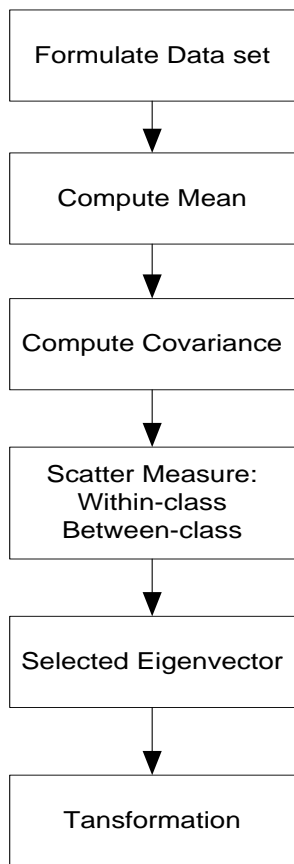 Formulate Data set
Compute Mean
Compute Covariance
Scatter Measure:
Within-class
Between-class
Selected Eigenvector
Tansformation